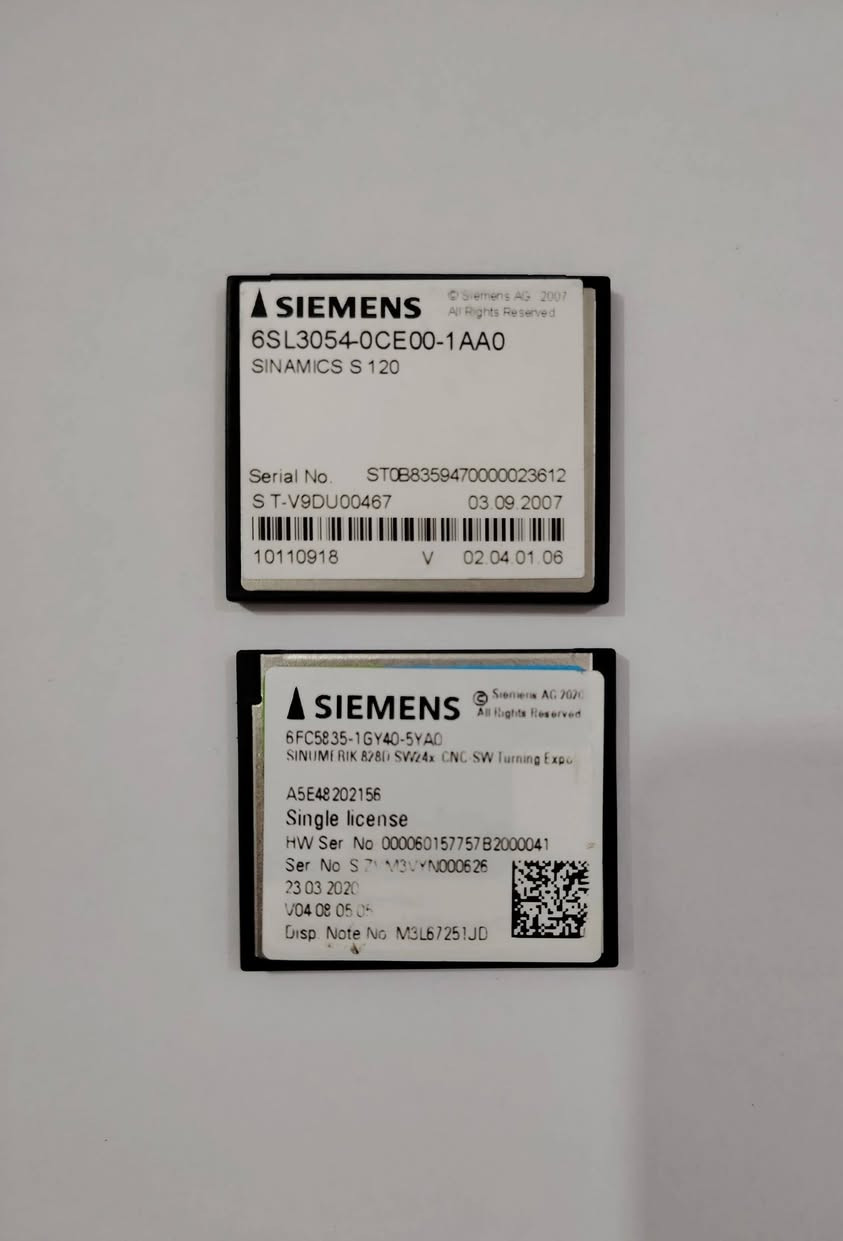 SIEMENS
© Siemens AG 2007
All Rights Reserved
6SL3054-0CE00-1AA0
SINAMICS S 120
Serial No. ST0B8359470000023612
S T-V9DU00467 03.09.2007
10110918 V 02.04.01.06
SIEMENS
© Siemens AG 2020
All Rights Reserved
6FC5835-1GY40-5YA0
SINUMERIK 828D SW24x CNC-SW Turning
A5E48202156
Single license
HW Ser No 000060157757B2000041
Ser No
23 03 2020
V04 08 05
Disp. Note No M3L67251JD